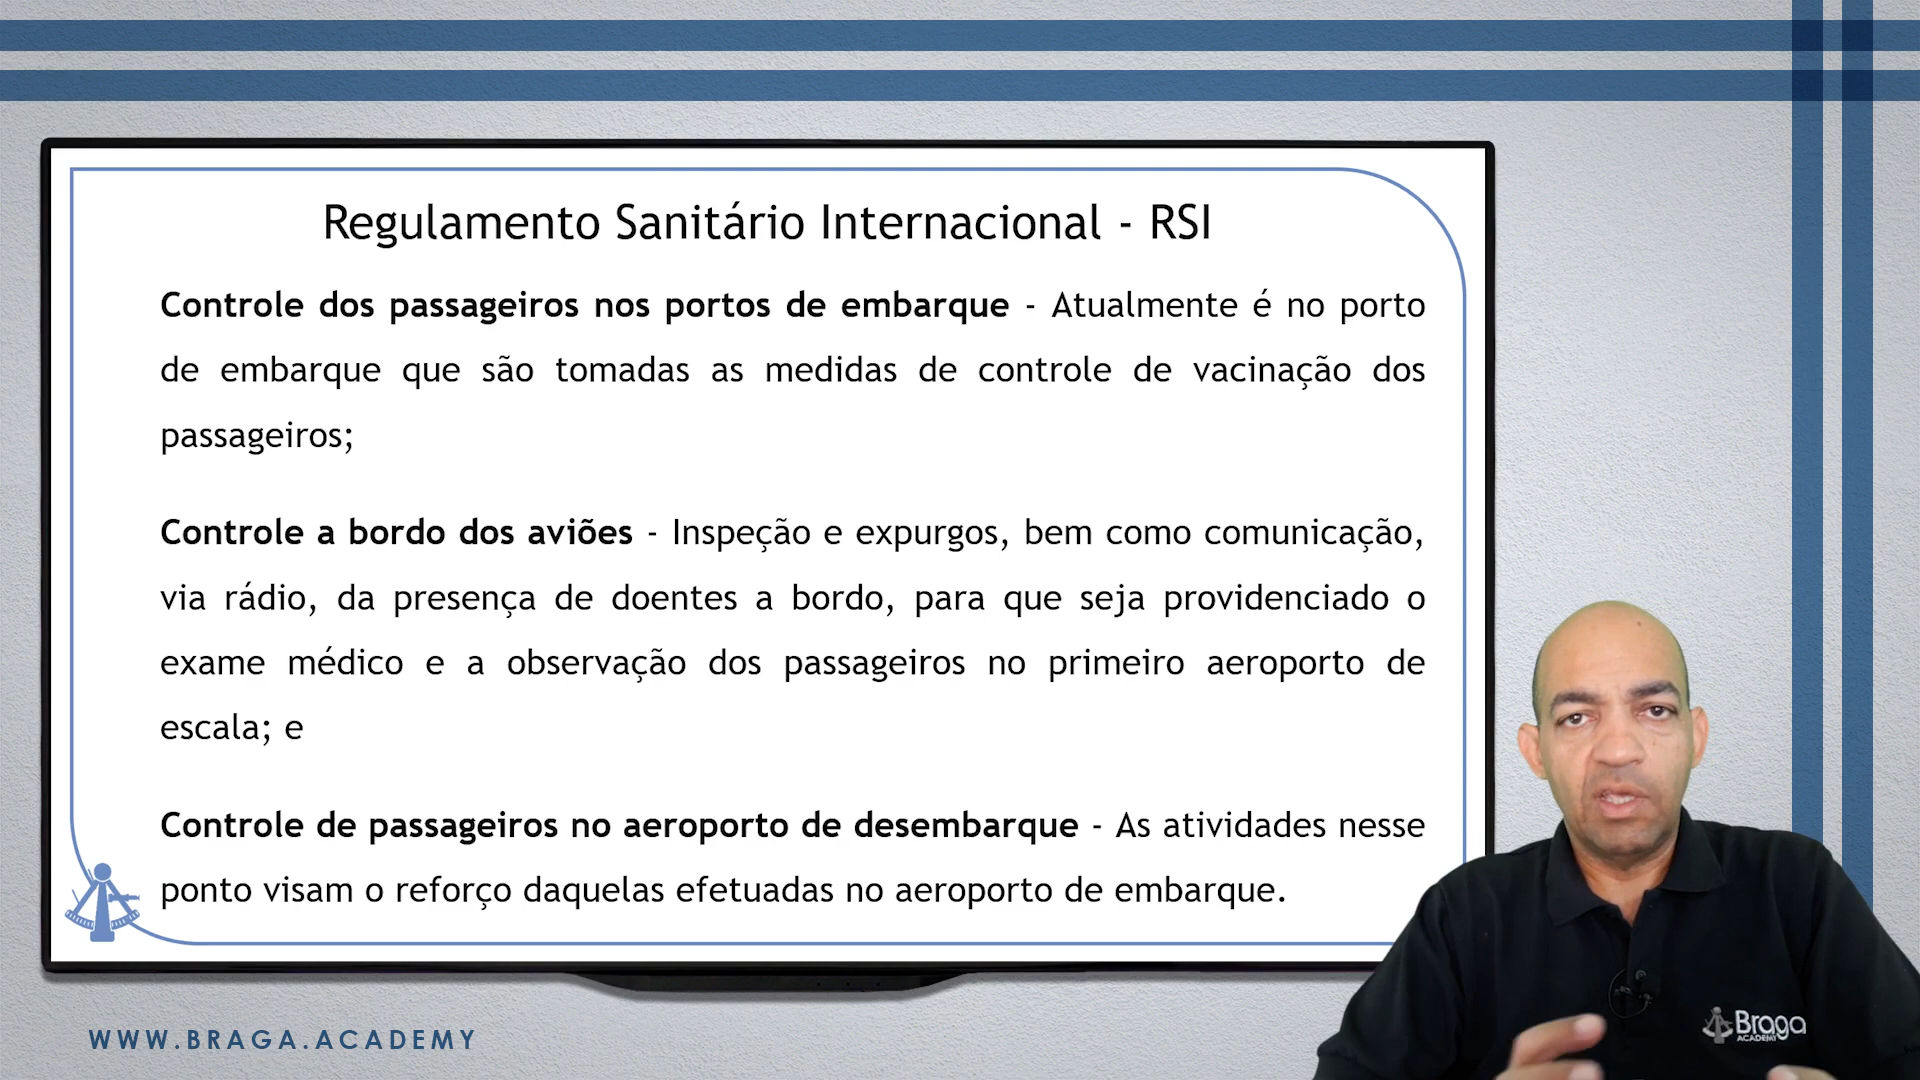 Regulamento Sanitário Internacional - RSI
Controle dos passageiros nos portos de embarque - Atualmente é no porto
de embarque que são tomadas as medidas de controle de vacinação dos
passageiros;
Controle a bordo dos aviões - Inspeção e expurgos, bem como comunicação,
via rádio, da presença de doentes a bordo, para que seja providenciado o
exame médico e a observação dos passageiros no primeiro aeroporto de
escala; e
Controle de passageiros no aeroporto de desembarque - As atividades nesse
ponto visam o reforço daquelas efetuadas no aeroporto de embarque.
WWW.BRAGA.ACADEMY
Braga
ACADEMY